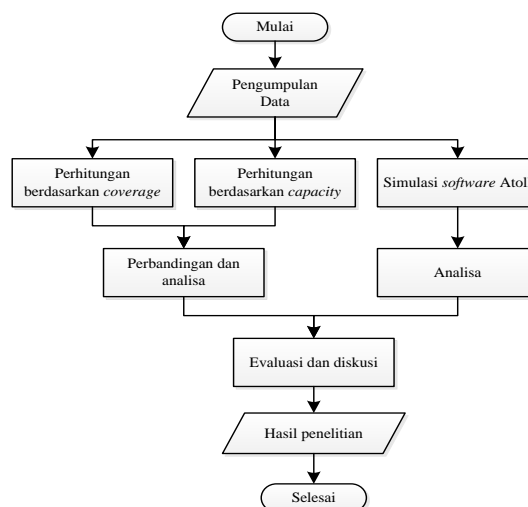 Mulai
Pengumpulan
Data
Perhitungan
berdasarkan coverage
Perhitungan
berdasarkan capacity
Simulasi software Atoll
Perbandingan dan
analisa
Analisa
Evaluasi dan diskusi
Hasil penelitian
Selesai